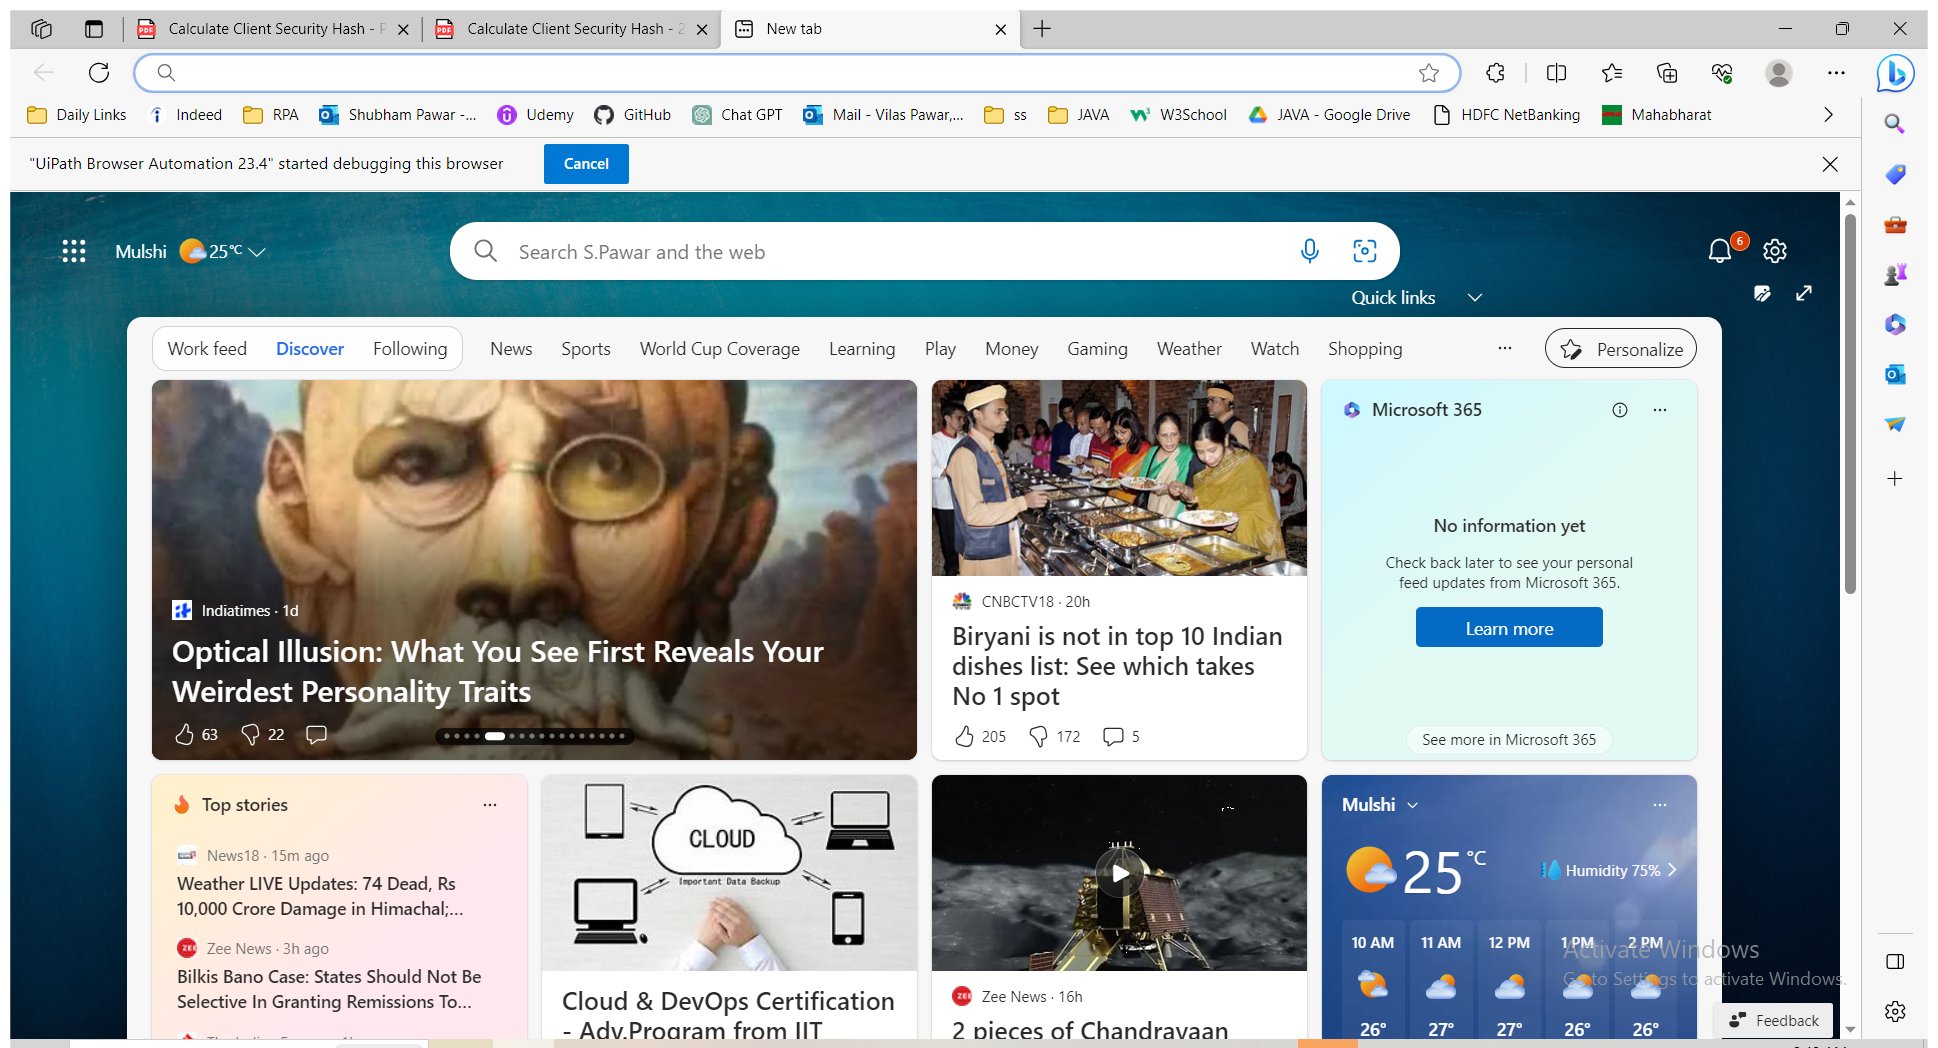 Calculate Client Security Hash - P
Calculate Client Security Hash - 2
New tab
Daily Links
Indeed
RPA
Shubham Pawar -...
Udemy
GitHub
Chat GPT
Mail - Vilas Pawar,...
ss
JAVA
W3School
JAVA - Google Drive
HDFC NetBanking
Mahabharat
"UiPath Browser Automation 23.4" started debugging this browser
Cancel
Mulshi
25°C
Search S.Pawar and the web
6
Quick links
Work feed
Discover
Following
News
Sports
World Cup Coverage
Learning
Play
Money
Gaming
Weather
Watch
Shopping
Personalize
Indiatimes · 1d
Optical Illusion: What You See First Reveals Your
Weirdest Personality Traits
63
22
CNBCTV18 · 20h
Biryani is not in top 10 Indian
dishes list: See which takes
No 1 spot
205
172
5
Microsoft 365
No information yet
Check back later to see your personal
feed updates from Microsoft 365.
Learn more
See more in Microsoft 365
Top stories
News18 · 15m ago
Weather LIVE Updates: 74 Dead, Rs
10,000 Crore Damage in Himachal;...
Zee News · 3h ago
Bilkis Bano Case: States Should Not Be
Selective In Granting Remissions To...
CLOUD
Important Data Backup
Cloud & DevOps Certification
- Adv.Program from IIT
Zee News · 16h
2 pieces of Chandrayaan
Mulshi
25°C
Humidity 75%
10 AM
11 AM
12 PM
1 PM
2 PM
26°
27°
27°
26°
26°
Activate Windows
Go to Settings to activate Windows.
Feedback